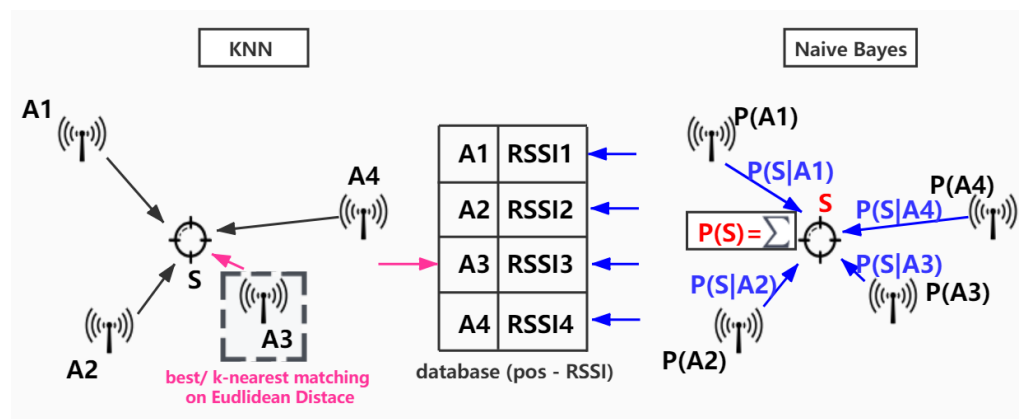 KNN
Naive Bayes
A1
A4
S
A2
A3
best/ k-nearest matching
on Eudlidean Distace
A1 RSSI1
A2 RSSI2
A3 RSSI3
A4 RSSI4
database (pos - RSSI)
P(A1)
P(S|A1)
S
P(A4)
P(S|A4)
P(S)=∑
P(S|A3)
P(S|A2)
P(A3)
P(A2)